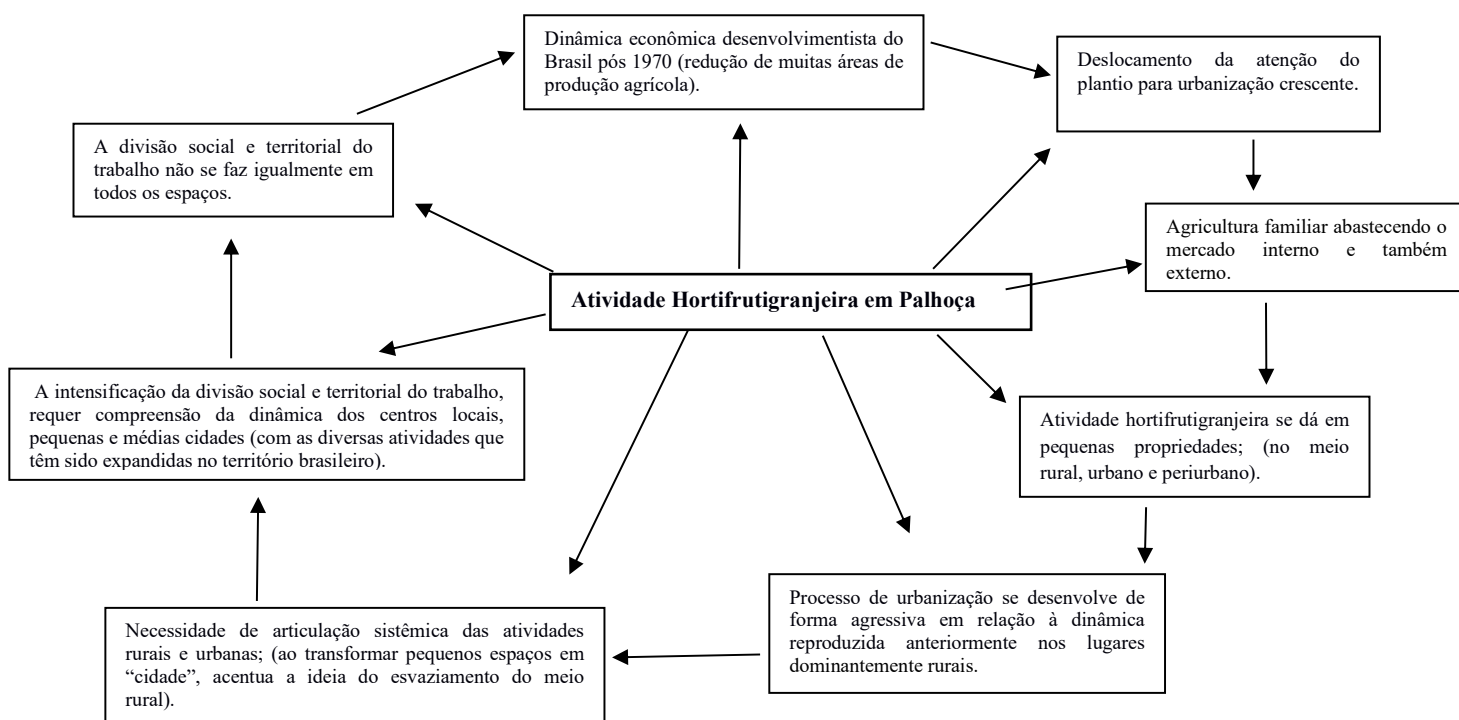 Dinâmica econômica desenvolvimentista do
Brasil pós 1970 (redução de muitas áreas de
produção agrícola).
Deslocamento da atenção do
plantio para urbanização crescente.
A divisão social e territorial do
trabalho não se faz igualmente em
todos os espaços.
Agricultura familiar abastecendo o
mercado interno e também
externo.
Atividade Hortifrutigranjeira em Palhoça
A intensificação da divisão social e territorial do trabalho,
requer compreensão da dinâmica dos centros locais,
pequenas e médias cidades (com as diversas atividades que
têm sido expandidas no território brasileiro).
Atividade hortifrutigranjeira se dá em
pequenas propriedades; (no meio
rural, urbano e periurbano).
Processo de urbanização se desenvolve de
forma agressiva em relação à dinâmica
reproduzida anteriormente nos lugares
dominantemente rurais.
Necessidade de articulação sistêmica das atividades
rurais e urbanas; (ao transformar pequenos espaços em
“cidade”, acentua a ideia do esvaziamento do meio
rural).